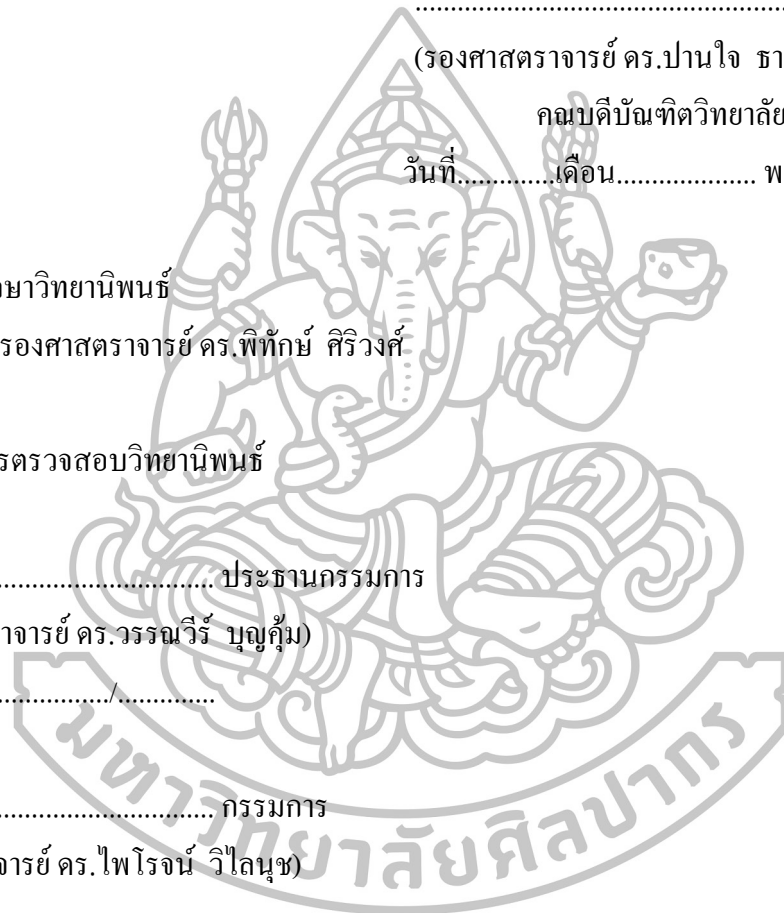 (รองศาสตราจารย์ ดร.ปานใจ
คณบดีบัณฑิตวิทยาลัย
วันที่..............เดือน.................... พ
ษาวิทยานิพนธ์
รองศาสตราจารย์ ดร.พิทักษ์ ศิริวงศ์
รตรวจสอบวิทยานิพนธ์
................................ ประธานกรรมการ
าจารย์ ดร.วรรณวีร์ บุญคุ้ม)
................/..............
................................ กรรมการ
จารย์ ดร.ไพโรจน์ วิไลนุช)
มหาวิทยาลัยศิลปากร